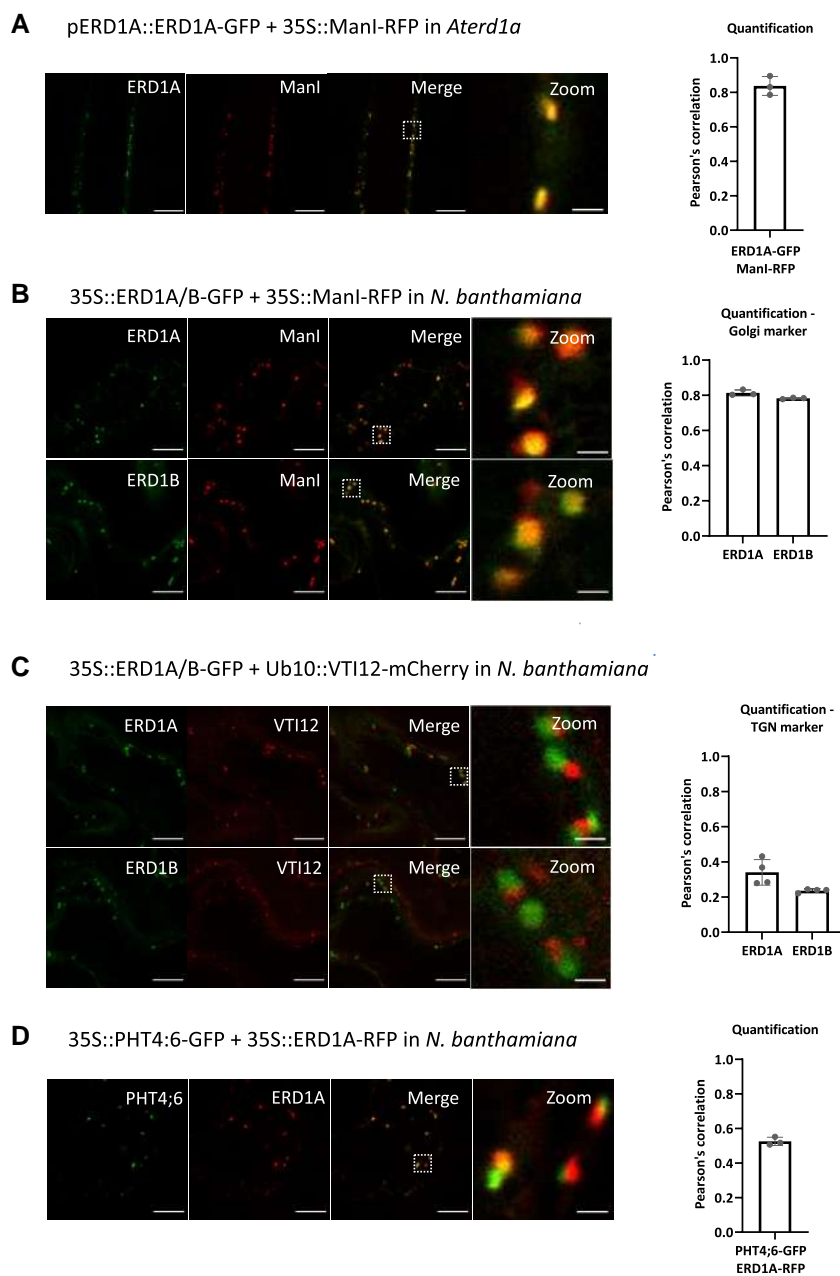 A
pERD1A::ERD1A-GFP + 35S::ManI-RFP in Aterd1a
ERD1A
ManI
Merge
Zoom
Quantification
Pearson's correlation
1.0
0.8
0.6
0.4
0.2
0.0
ERD1A-GFP
ManI-RFP
B
35S::ERD1A/B-GFP + 35S::ManI-RFP in N. banthamiana
ERD1A
ManI
Merge
Zoom
ERD1B
ManI
Merge
Zoom
Quantification -
Golgi marker
Pearson's correlation
1.0
0.8
0.6
0.4
0.2
0.0
ERD1A ERD1B
C
35S::ERD1A/B-GFP + Ub10::VTI12-mCherry in N. banthamiana
ERD1A
VTI12
Merge
Zoom
ERD1B
VTI12
Merge
Zoom
Quantification -
TGN marker
Pearson's correlation
1.0
0.8
0.6
0.4
0.2
0.0
ERD1A ERD1B
D
35S::PHT4:6-GFP + 35S::ERD1A-RFP in N. banthamiana
PHT4;6
ERD1A
Merge
Zoom
Quantification
Pearson's correlation
1.0
0.8
0.6
0.4
0.2
0.0
PHT4;6-GFP
ERD1A-RFP